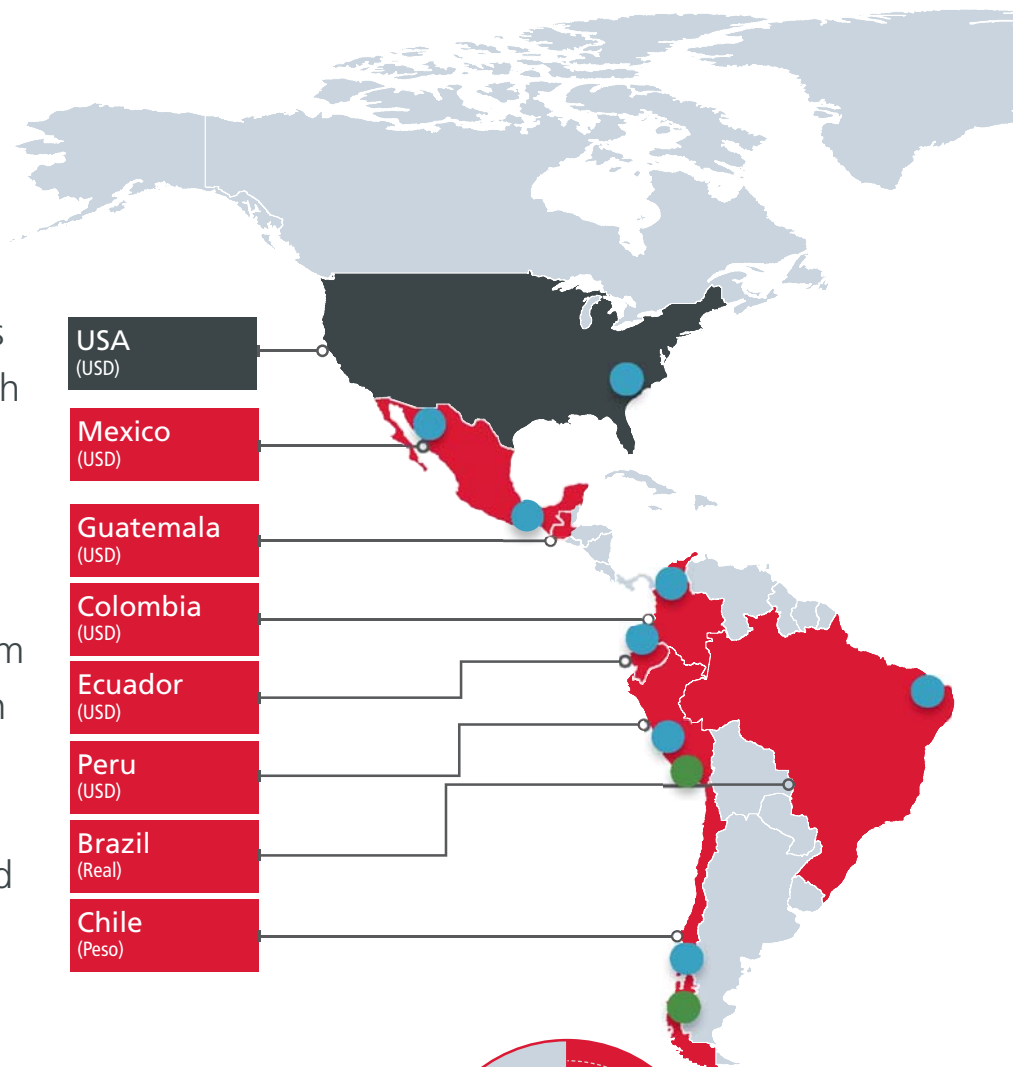 s
h
USA
(USD)
Mexico
(USD)
Guatemala
(USD)
Colombia
(USD)
m
Ecuador
(USD)
n
Peru
(USD)
Brazil
(Real)
d
Chile
(Peso)